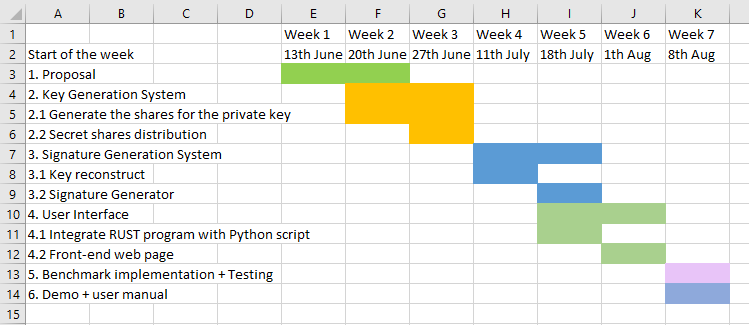 A B C D E F G H I J K
1 Week 1 Week 2 Week 3 Week 4 Week 5 Week 6 Week 7
2 Start of the week 13th June 20th June 27th June 11th July 18th July 1th Aug 8th Aug
3 1. Proposal
4 2. Key Generation System
5 2.1 Generate the shares for the private key
6 2.2 Secret shares distribution
7 3. Signature Generation System
8 3.1 Key reconstruct
9 3.2 Signature Generator
10 4. User Interface
11 4.1 Integrate RUST program with Python script
12 4.2 Front-end web page
13 5. Benchmark implementation + Testing
14 6. Demo + user manual
15